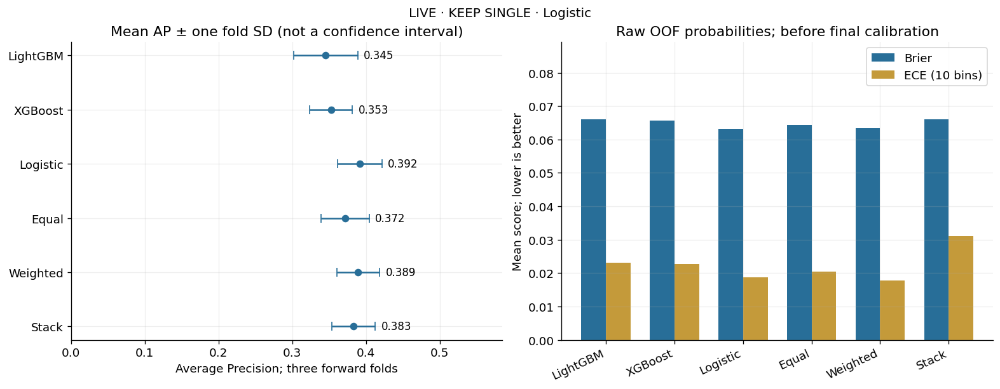 LIVE · KEEP SINGLE · Logistic
Mean AP ± one fold SD (not a confidence interval)
LightGBM
XGBoost
Logistic
Equal
Weighted
Stack
0.345
0.353
0.392
0.372
0.389
0.383
0.0
0.1
0.2
0.3
0.4
0.5
Average Precision; three forward folds
Raw OOF probabilities; before final calibration
Brier
ECE (10 bins)
Mean score; lower is better
0.08
0.07
0.06
0.05
0.04
0.03
0.02
0.01
0.00
LightGBM
XGBoost
Logistic
Equal
Weighted
Stack